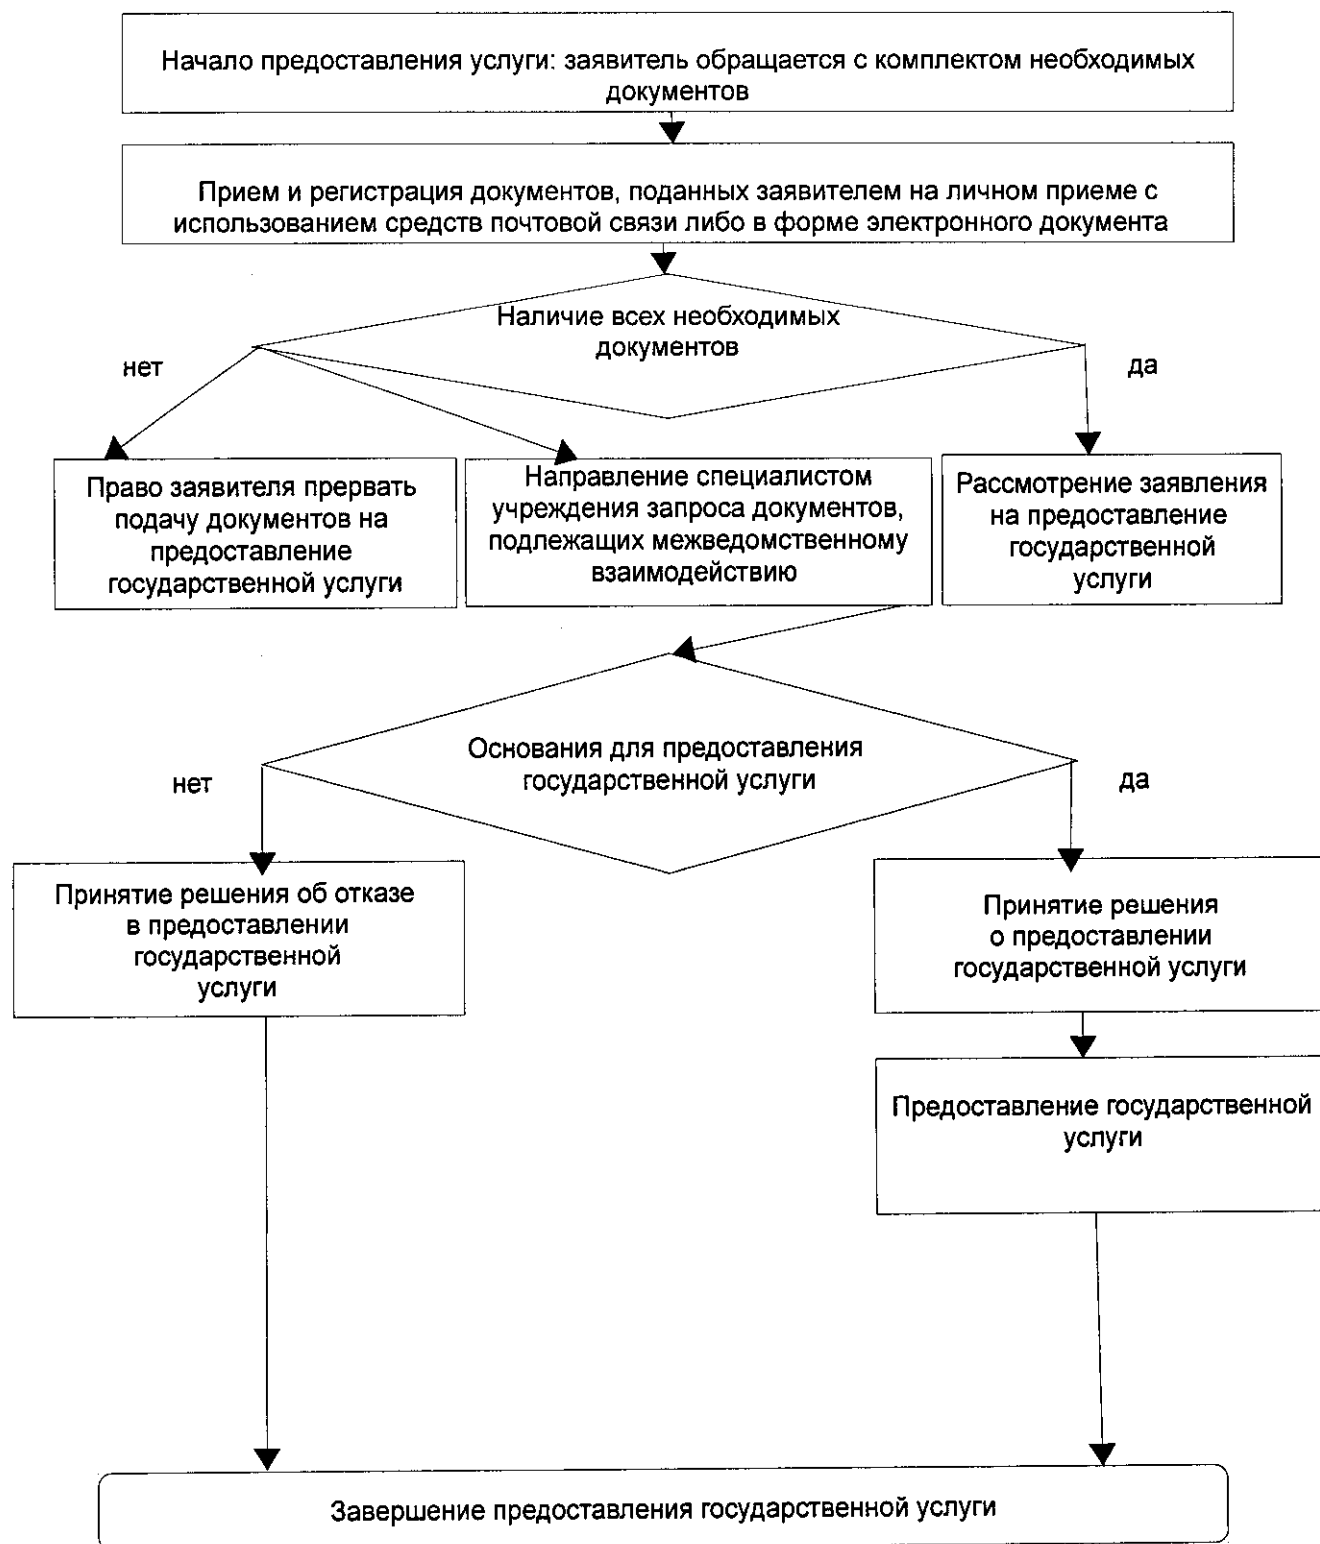 Начало предоставления услуги: заявитель обращается с комплектом необходимых
документов
Прием и регистрация документов, поданных заявителем на личном приеме с
использованием средств почтовой связи либо в форме электронного документа
Наличие всех необходимых
документов
нет
да
Право заявителя прервать
подачу документов на
предоставление
государственной услуги
Направление специалистом
учреждения запроса документов,
подлежащих межведомственному
взаимодействию
Рассмотрение заявления
на предоставление
государственной
услуги
Основания для предоставления
государственной услуги
нет
да
Принятие решения об отказе
в предоставлении
государственной
услуги
Принятие решения
о предоставлении
государственной услуги
Предоставление государственной
услуги
Завершение предоставления государственной услуги